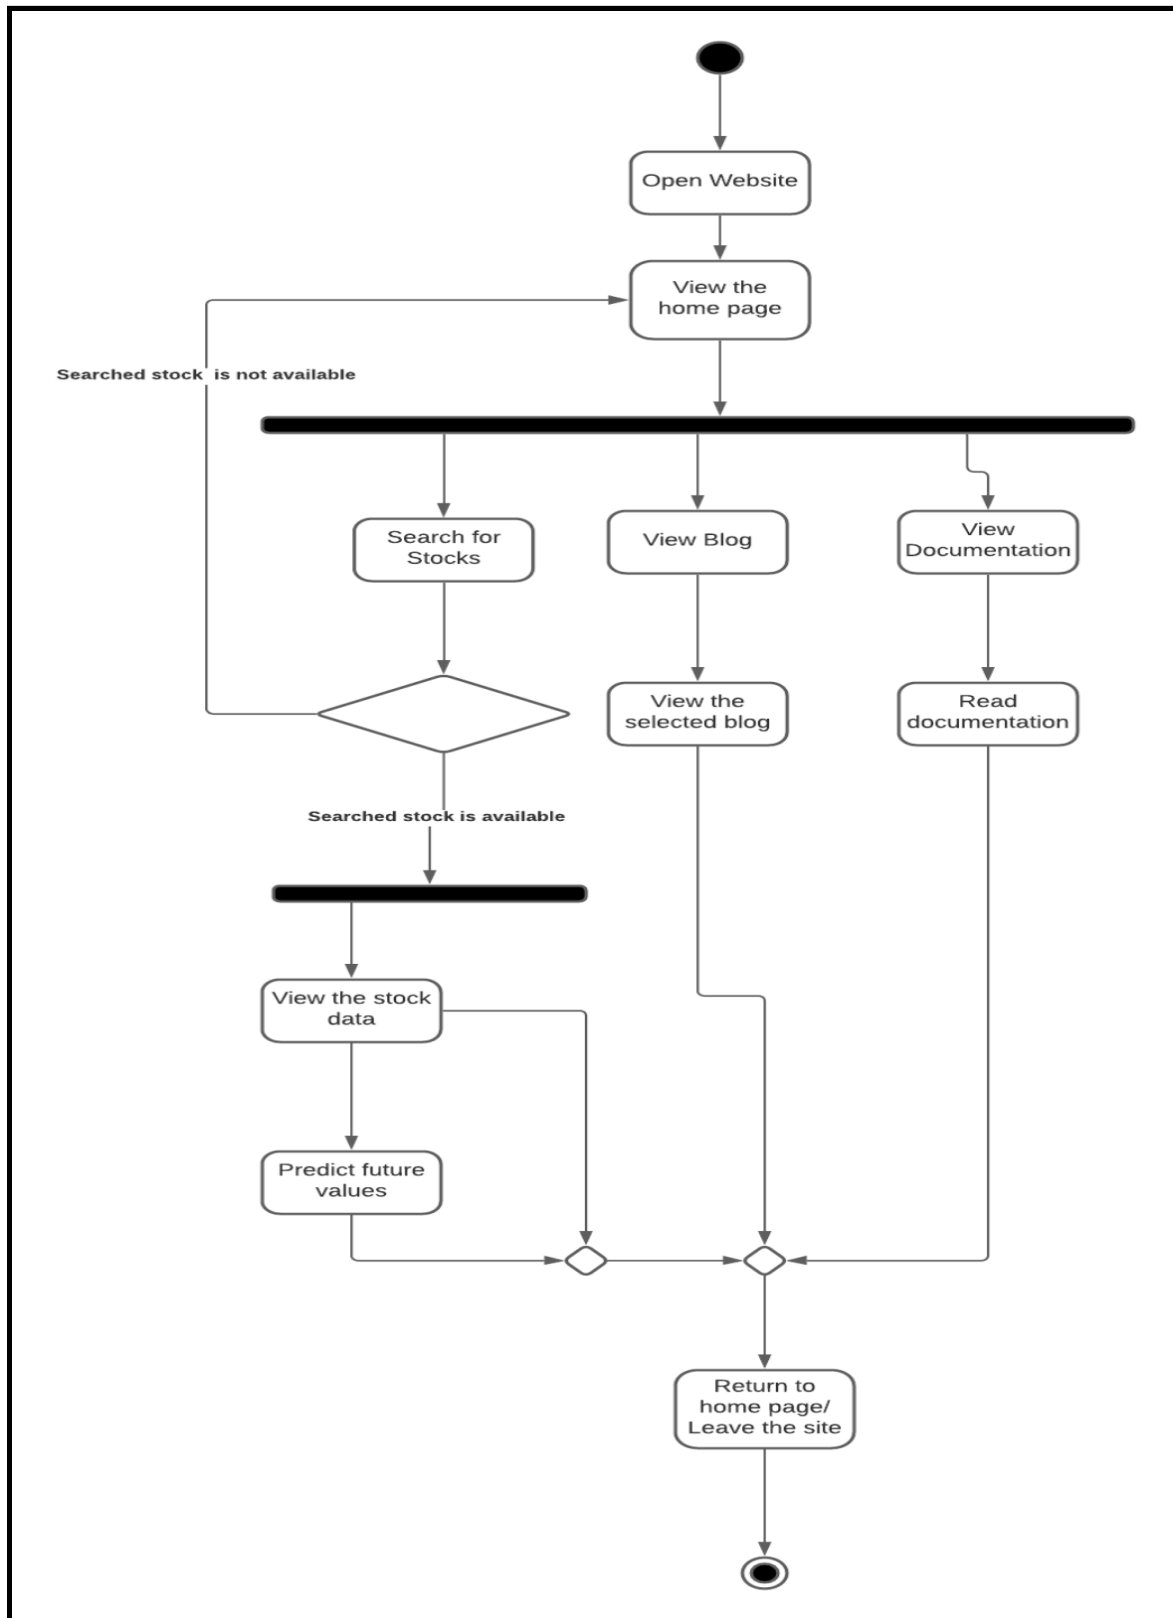 Open Website
View the
home page
Searched stock is not available
Search for
Stocks
View Blog
View
Documentation
View the
selected blog
Read
documentation
Searched stock is available
View the stock
data
Predict future
values
Return to
home page/
Leave the site